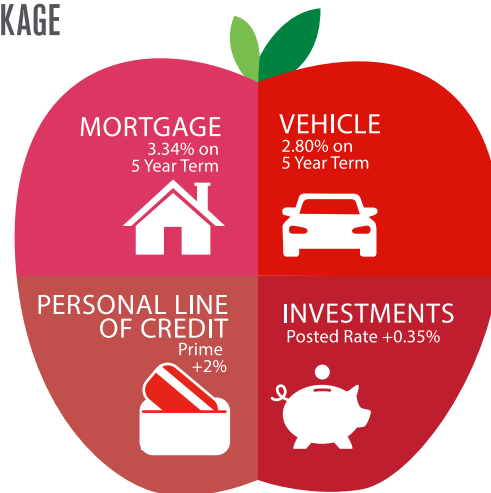 KAGE
MORTGAGE
3.34% on
5 Year Term
VEHICLE
2.80% on
5 Year Term
PERSONAL LINE
OF CREDIT
Prime
+2%
INVESTMENTS
Posted Rate +0.35%